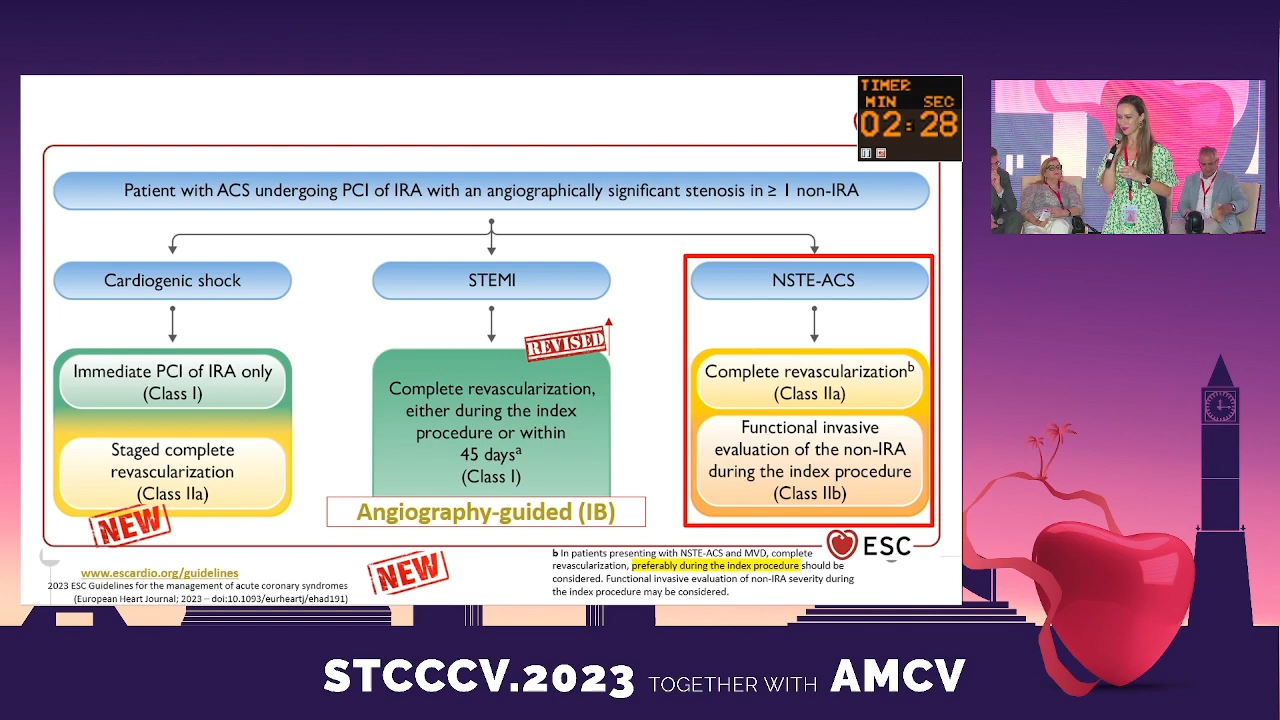 TIMER
MIN SEC
02:28
Patient with ACS undergoing PCI of IRA with an angiographically significant stenosis in ≥ 1 non-IRA
Cardiogenic shock
STEMI
NSTE-ACS
Immediate PCI of IRA only
(Class I)
Staged complete
revascularization
(Class IIa)
NEW
REVISED
Complete revascularization,
either during the index
procedure or within
45 daysª
(Class I)
Angiography-guided (IB)
NEW
Complete revascularizationᵇ
(Class IIa)
Functional invasive
evaluation of the non-IRA
during the index procedure
(Class IIb)
ESC
www.escardio.org/guidelines
2023 ESC Guidelines for the management of acute coronary syndromes
(European Heart Journal; 2023 – doi:10.1093/eurheartj/ehad191)
b In patients presenting with NSTE-ACS and MVD, complete
revascularization, preferably during the index procedure should be
considered. Functional invasive evaluation of non-IRA severity during
the index procedure may be considered.
STCCCV.2023 TOGETHER WITH AMCV